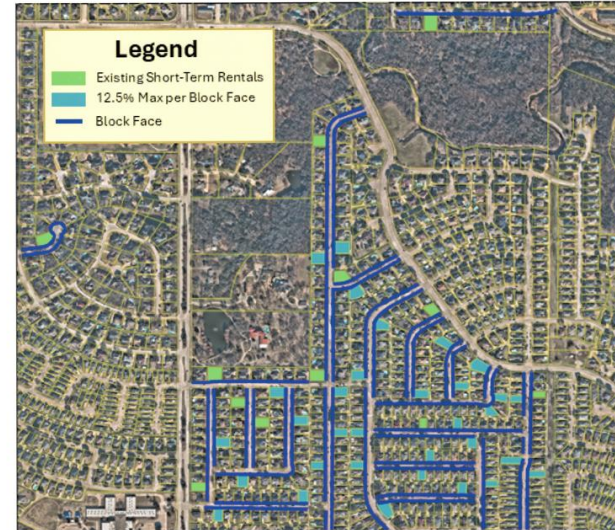 Legend
Existing Short-Term Rentals
12.5% Max per Block Face
Block Face